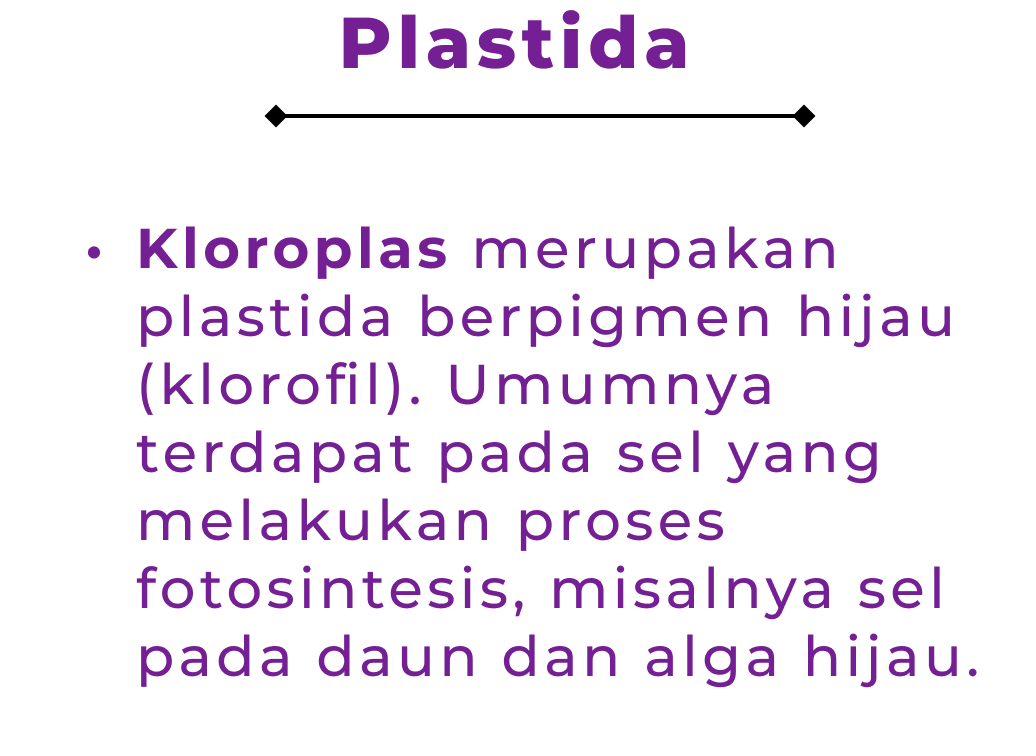 Plastida
• Kloroplas merupakan
plastida berpigmen hijau
(klorofil). Umumnya
terdapat pada sel yang
melakukan proses
fotosintesis, misalnya sel
pada daun dan alga hijau.